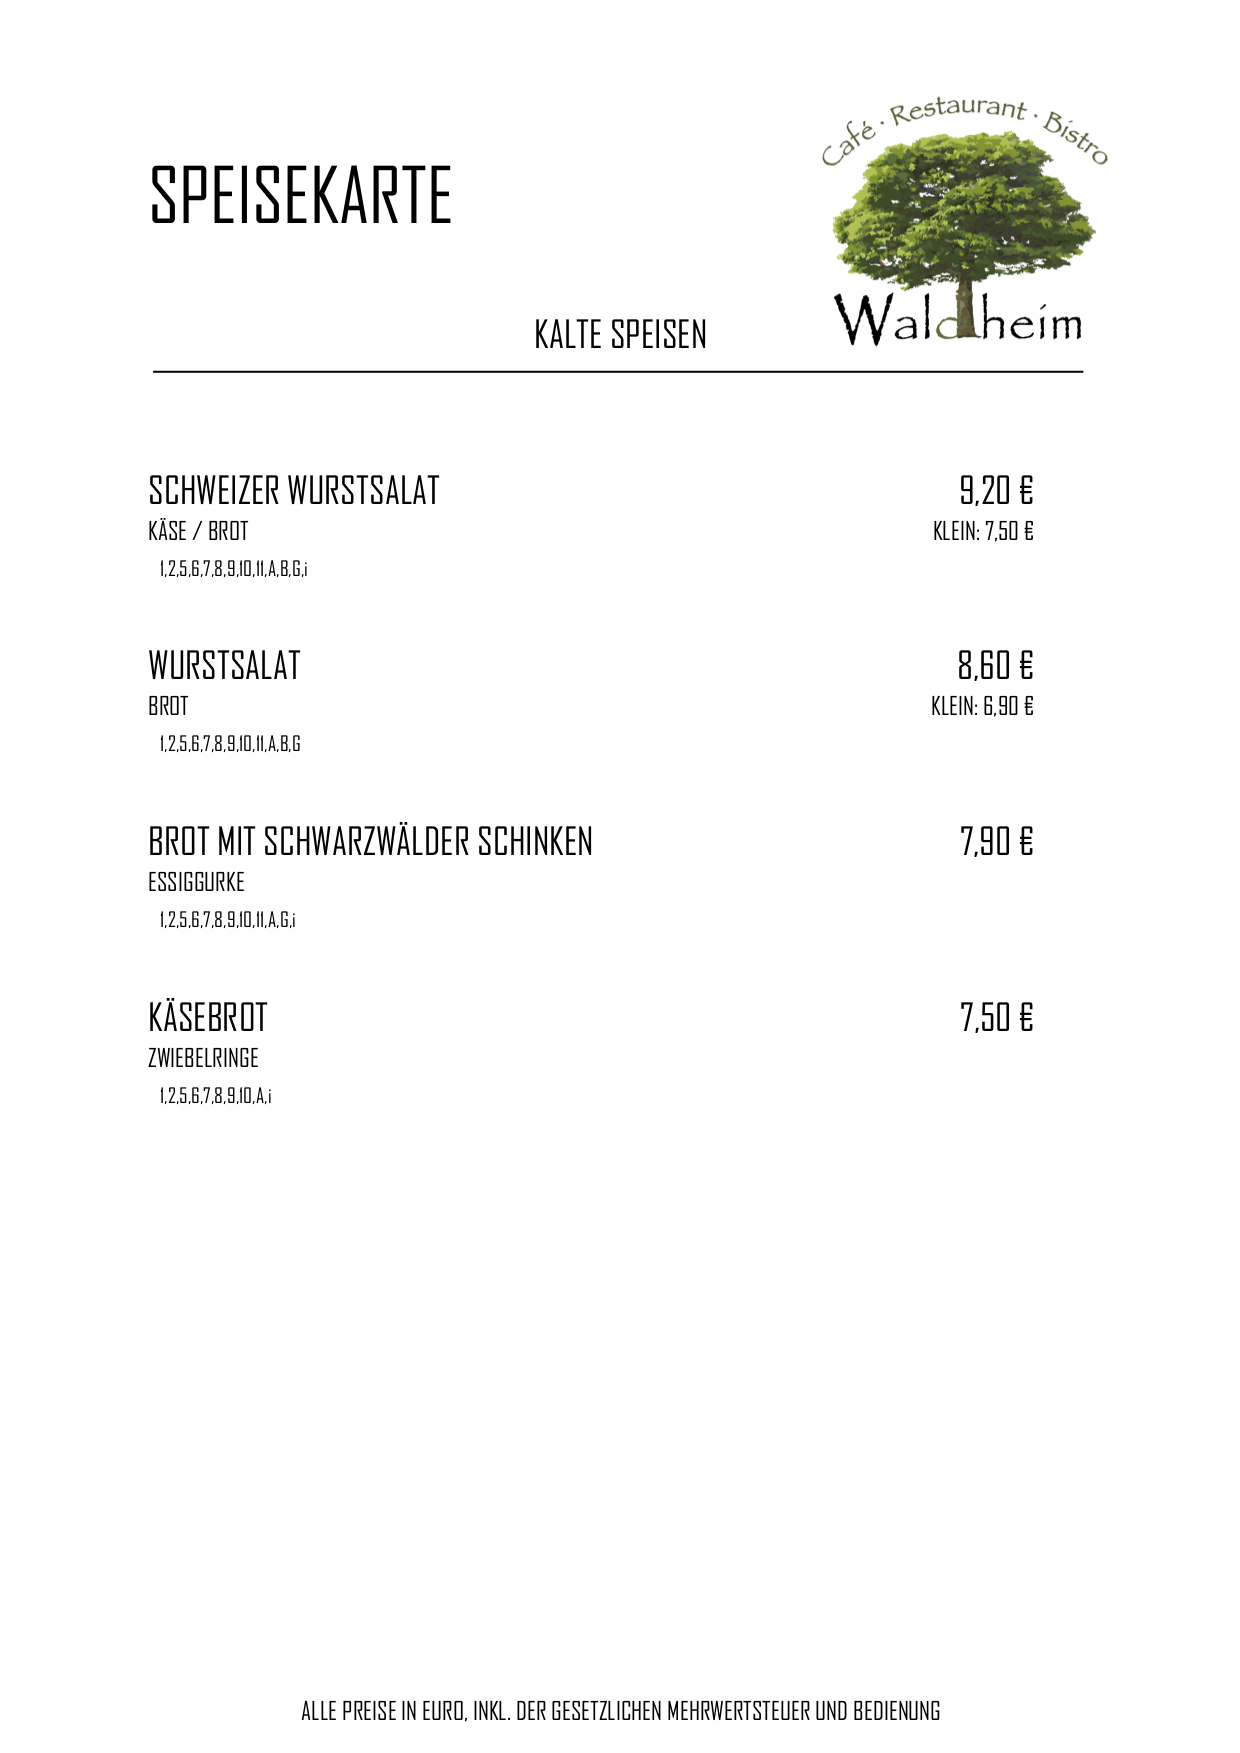 Café · Restaurant · Bistro
SPEISEKARTE
Waldheim
KALTE SPEISEN
SCHWEIZER WURSTSALAT 9,20 €
KÄSE / BROT KLEIN: 7,50 €
1,2,5,6,7,8,9,10,11,A,B,G,i
WURSTSALAT 8,60 €
BROT KLEIN: 6,90 €
1,2,5,6,7,8,9,10,11,A,B,G
BROT MIT SCHWARZWÄLDER SCHINKEN 7,90 €
ESSIGGURKE
1,2,5,6,7,8,9,10,11,A,G,i
KÄSEBROT 7,50 €
ZWIEBELRINGE
1,2,5,6,7,8,9,10,A,i
ALLE PREISE IN EURO, INKL. DER GESETZLICHEN MEHRWERTSTEUER UND BEDIENUNG